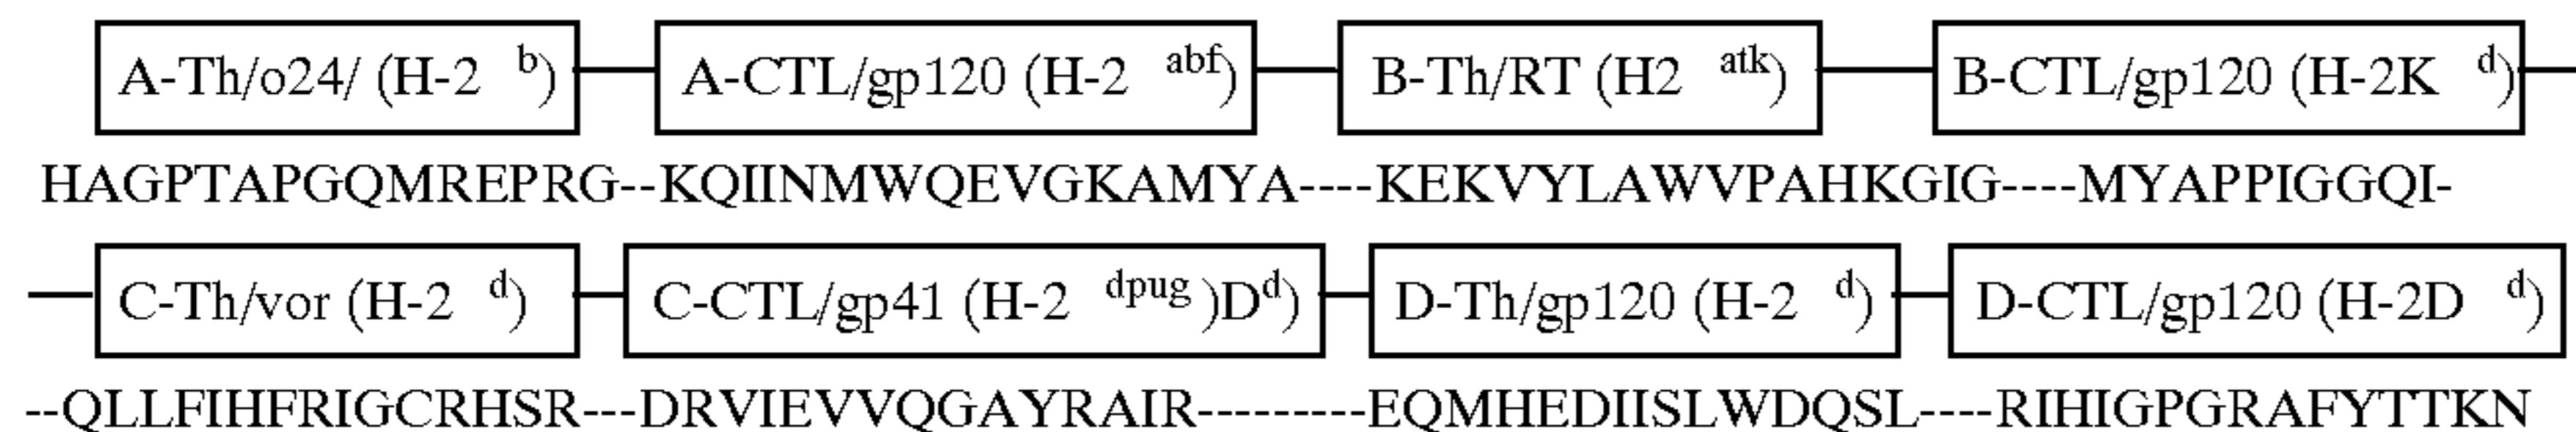 A-Th/o24/ (H-2 b) A-CTL/gp120 (H-2 abf) B-Th/RT (H2 atk) B-CTL/gp120 (H-2K d)
HAGPTAPGQMREPRG--KQIINMWQEVGKAMYA----KEKVYLAWVPAHKGIG----MYAPPIGGQI-
C-Th/vor (H-2 d) C-CTL/gp41 (H-2 dpug )Dd) D-Th/gp120 (H-2 d) D-CTL/gp120 (H-2D d)
--QLLFIHFRIGCRHSR---DRVIEVVQGAYRAIR---------EQMHEDIISLWDQSL----RIHIGPGRAFYTTKN